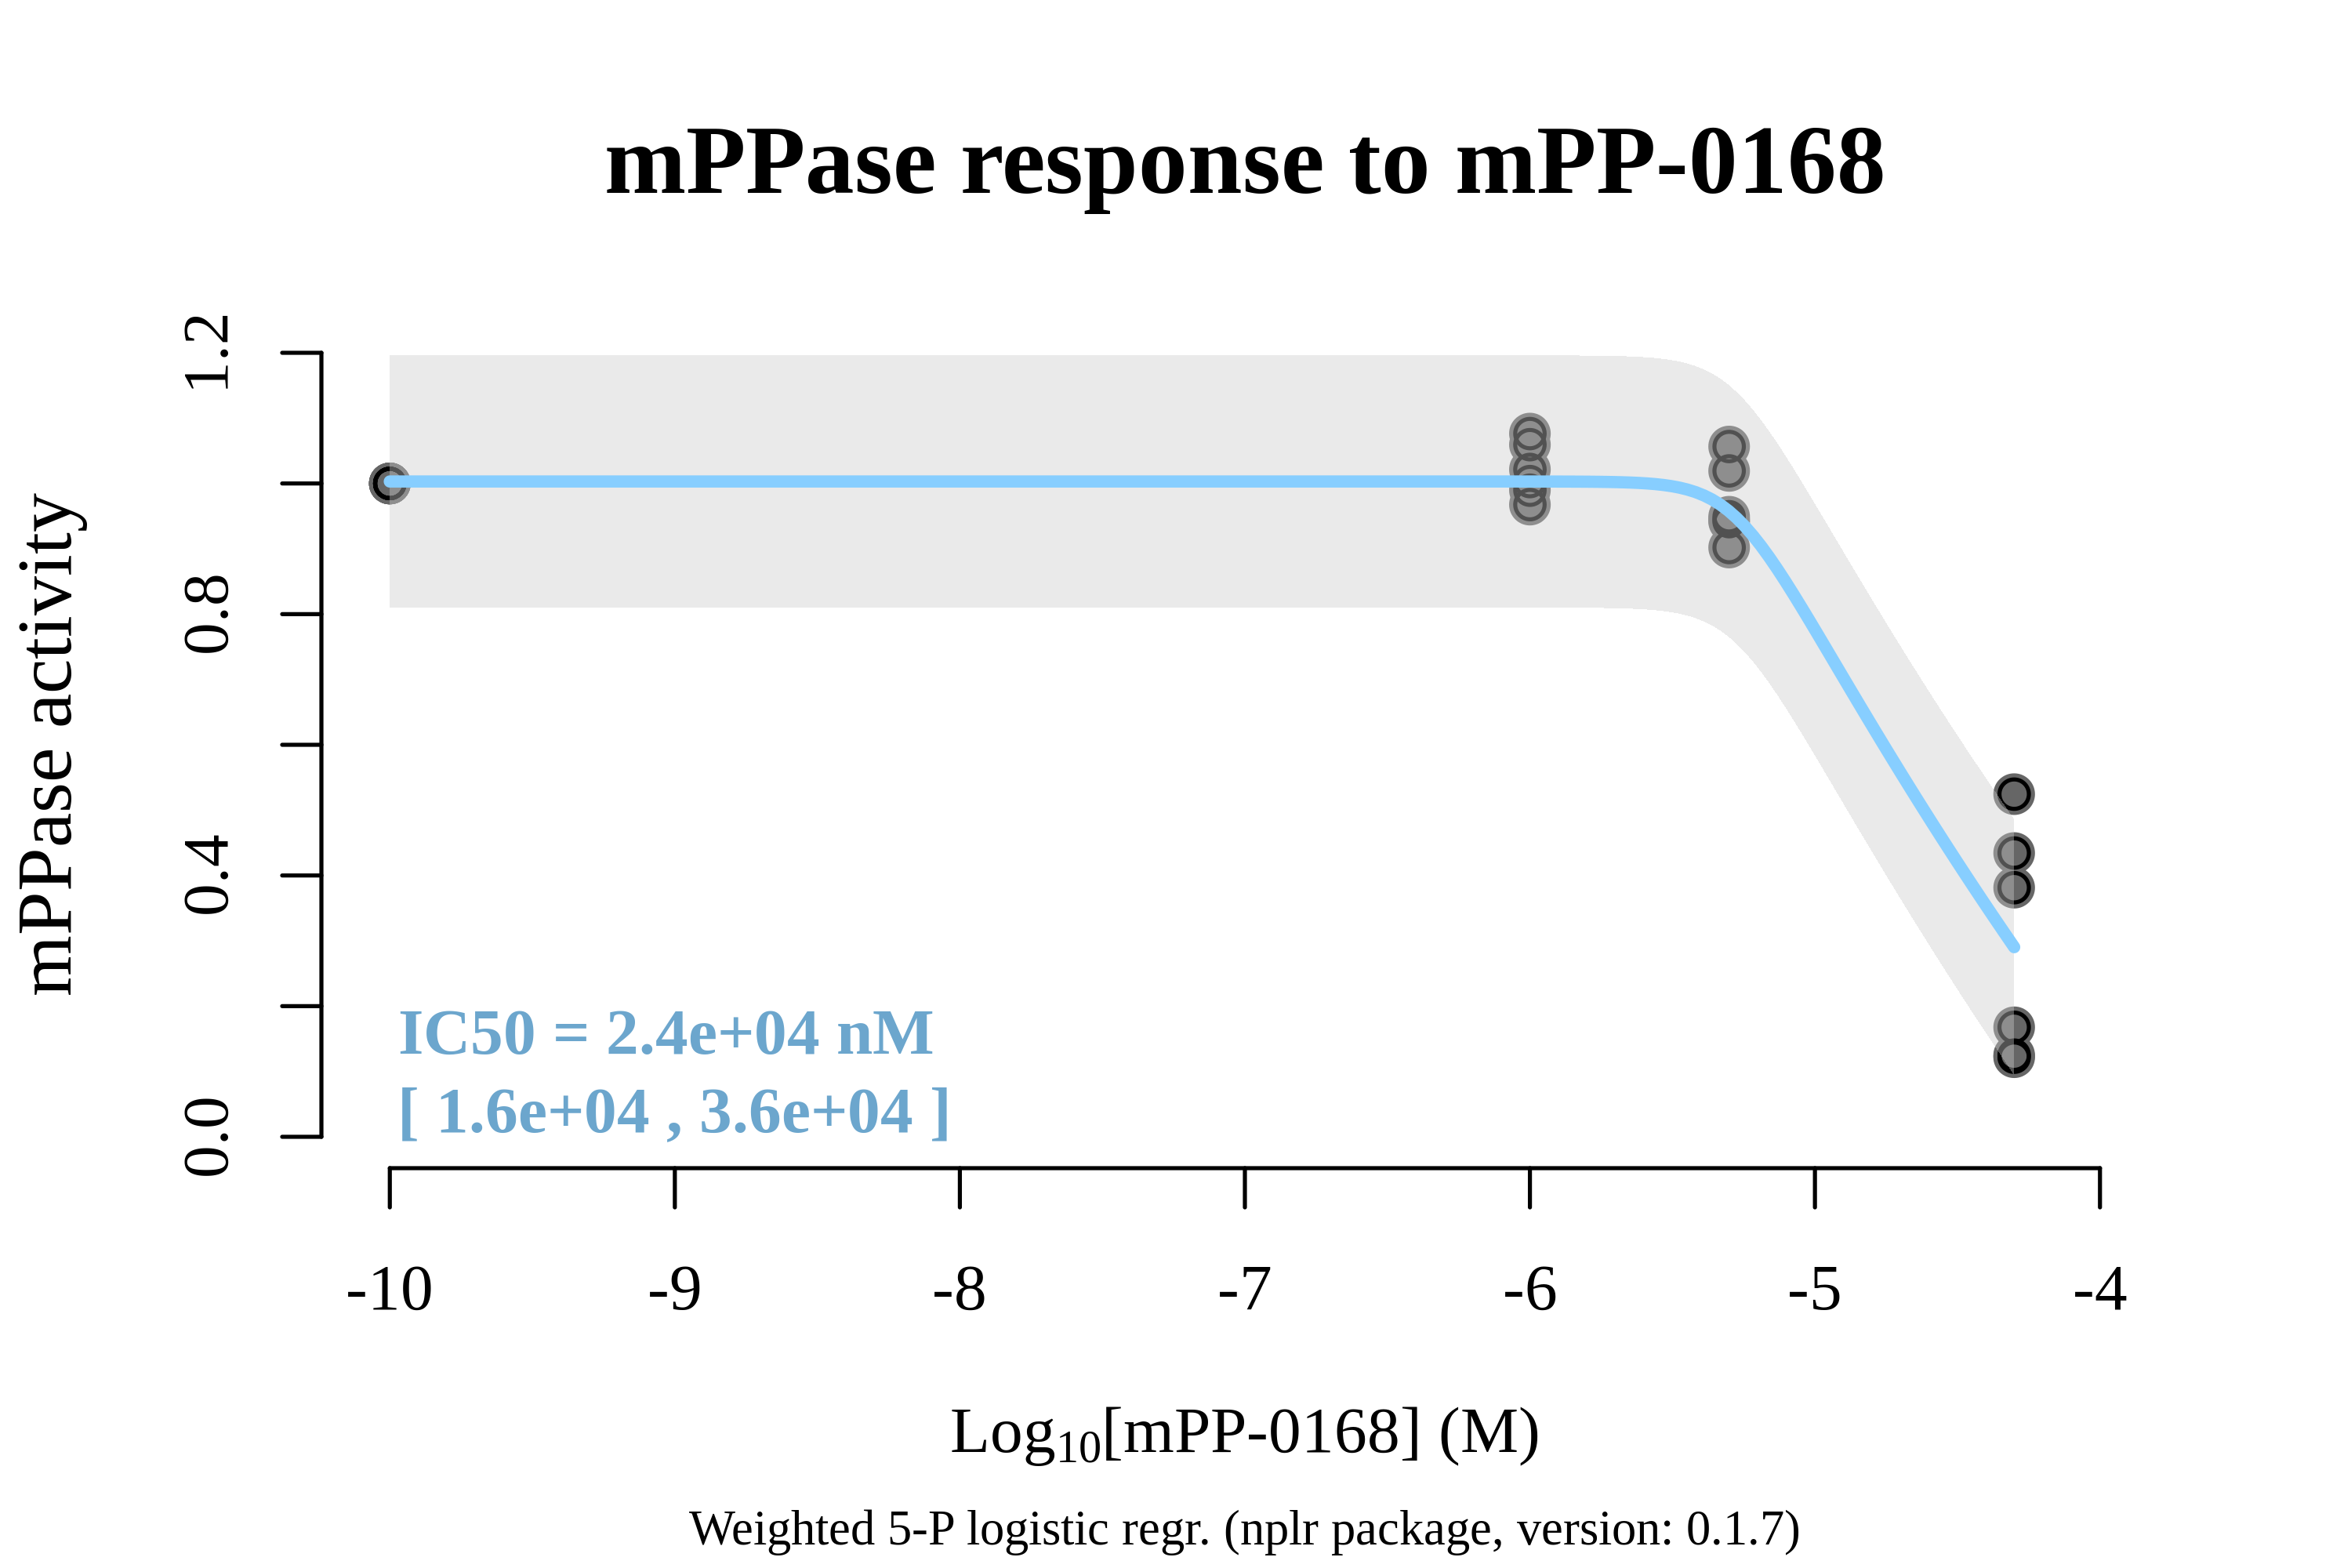 mPPase response to mPP-0168
mPPase activity
1.2
0.8
0.4
0.0
IC50 = 2.4e+04 nM
[ 1.6e+04 , 3.6e+04 ]
-10 -9 -8 -7 -6 -5 -4
Log10[mPP-0168] (M)
Weighted 5-P logistic regr. (nplr package, version: 0.1.7)